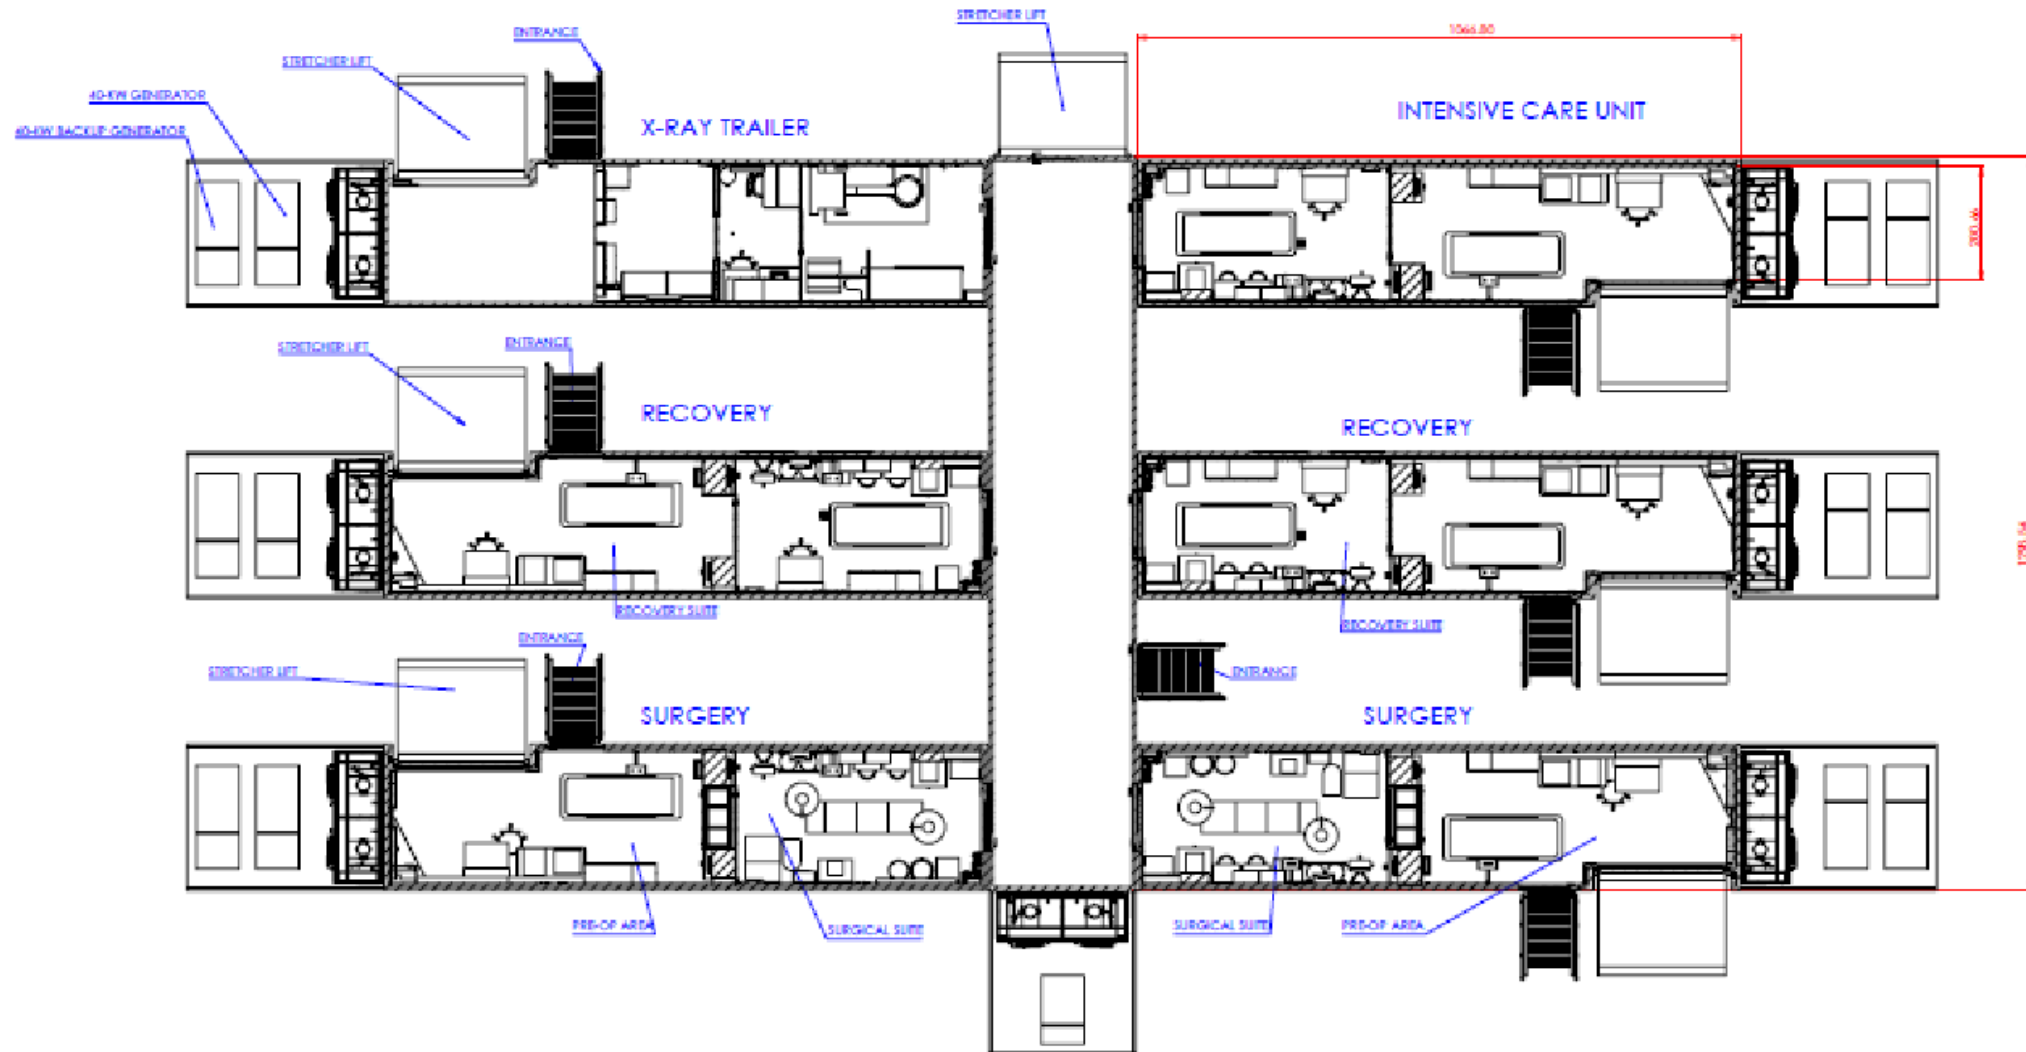 STRETCHER LIFT
1066.80
ENTRANCE
STRETCHER LIFT
40-KW GENERATOR
INTENSIVE CARE UNIT
X-RAY TRAILER
40-KW BACKUP GENERATOR
ENTRANCE
STRETCHER LIFT
RECOVERY
RECOVERY
RECOVERY SUITE
RECOVERY SUITE
ENTRANCE
STRETCHER LIFT
ENTRANCE
SURGERY
SURGERY
PRE-OP AREA
SURGICAL SUITE
SURGICAL SUITE
PRE-OP AREA